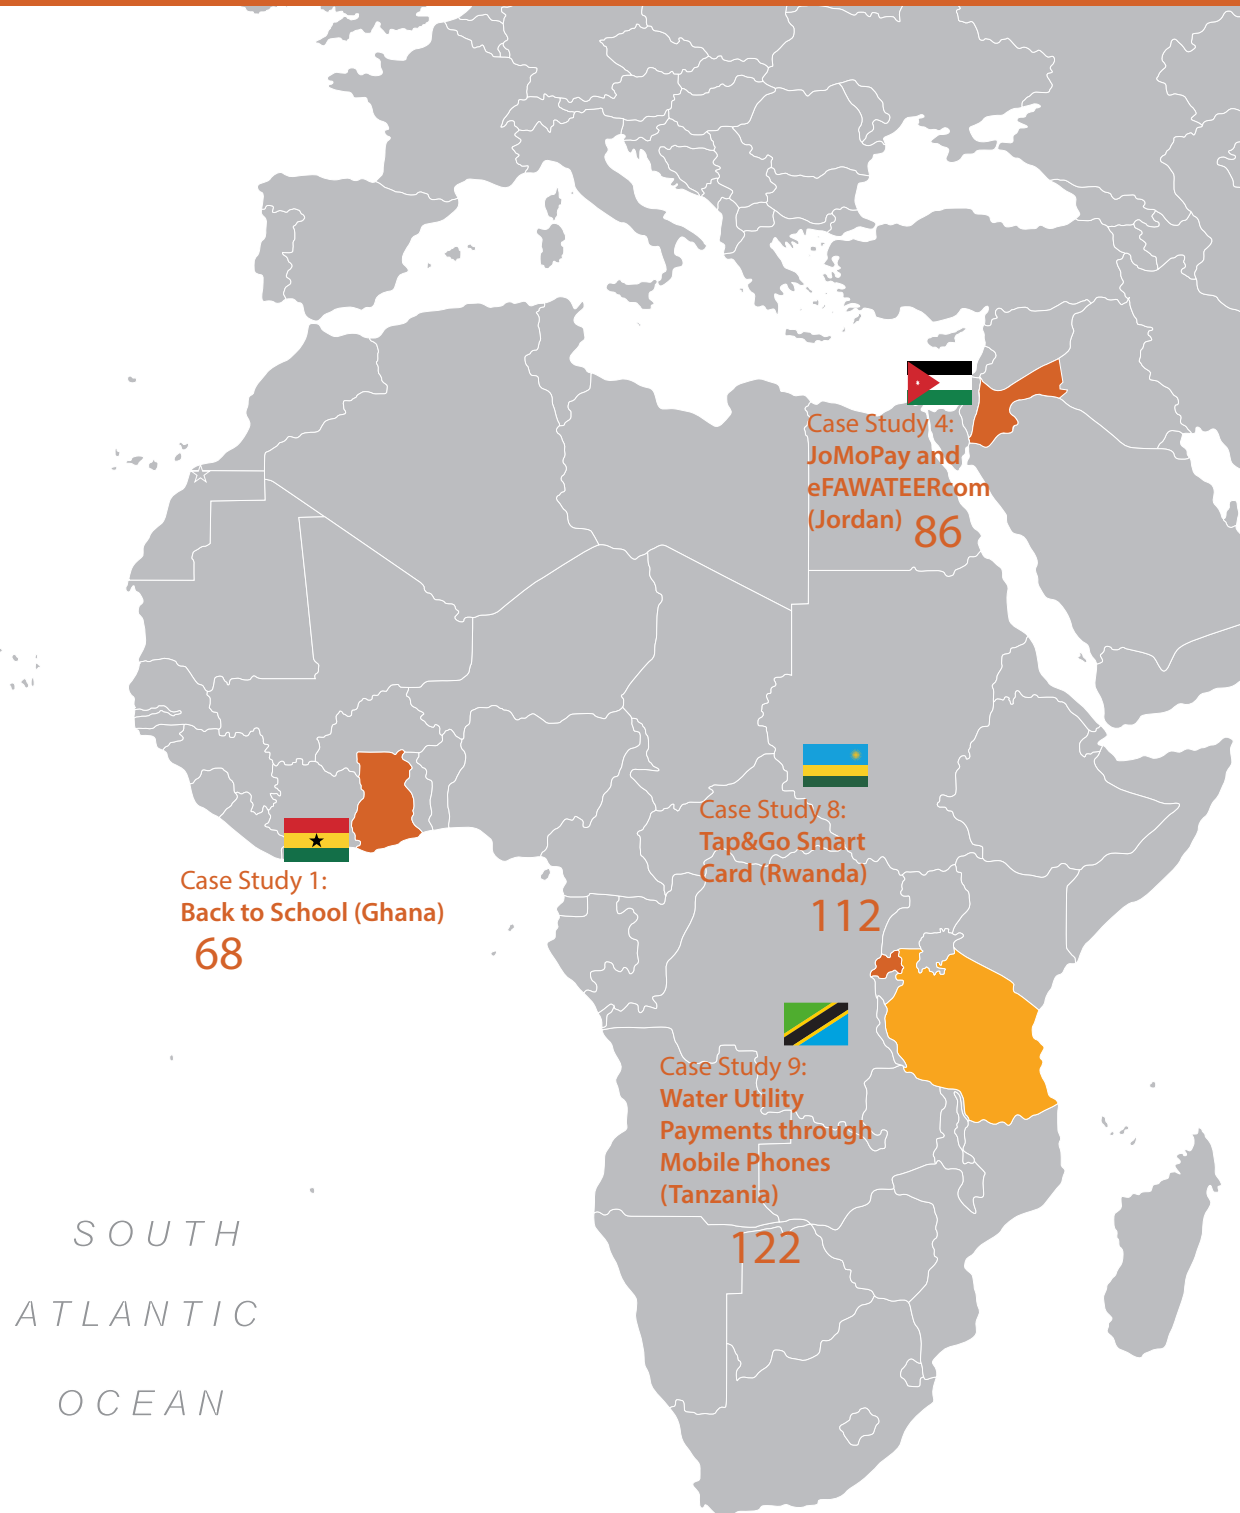 Case Study 4:
JoMoPay and
eFAWATEERcom
(Jordan) 86
Case Study 8:
Tap&Go Smart
Card (Rwanda)
112
Case Study 1:
Back to School (Ghana)
68
Case Study 9:
Water Utility
Payments through
Mobile Phones
(Tanzania)
122
SOUTH
ATLANTIC
OCEAN